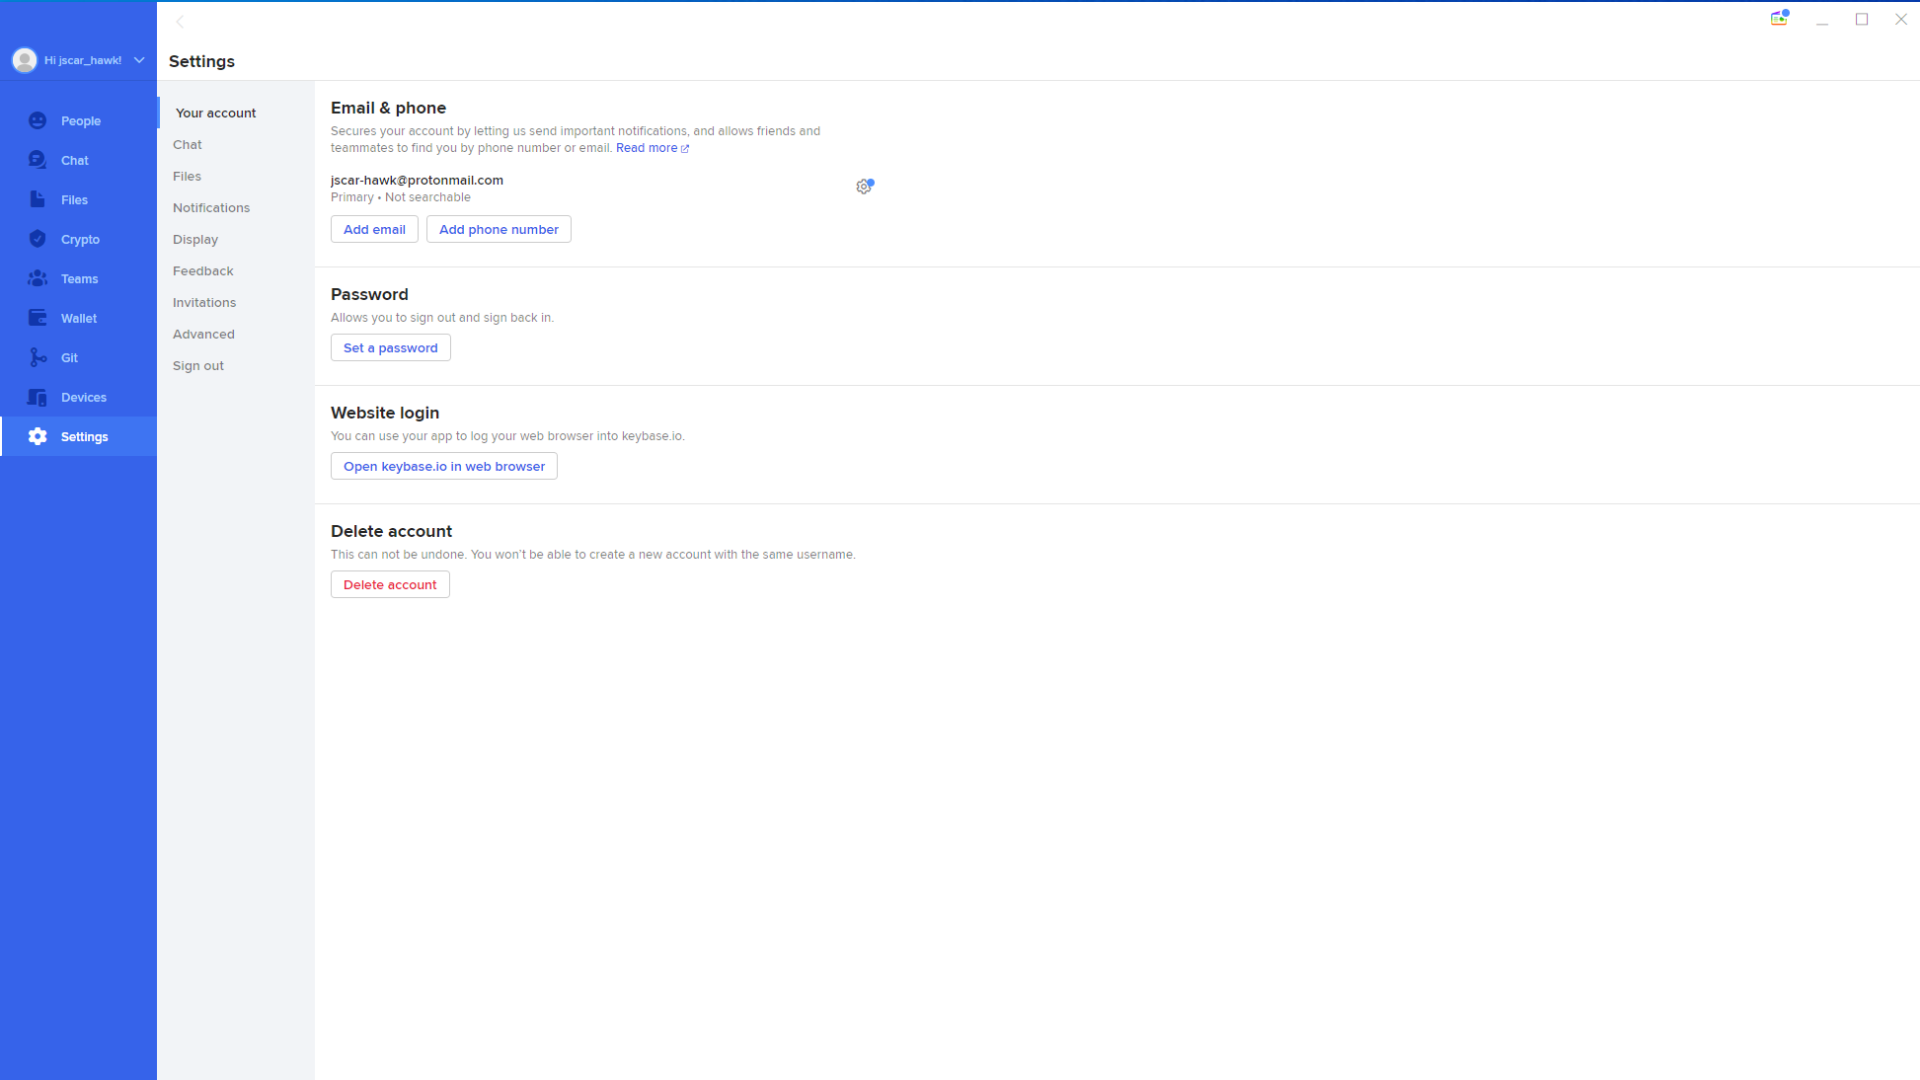 Hi jscar_hawk!
People
Chat
Files
Crypto
Teams
Wallet
Git
Devices
Settings
Settings
Your account
Chat
Files
Notifications
Display
Feedback
Invitations
Advanced
Sign out
Email & phone
Secures your account by letting us send important notifications, and allows friends and
teammates to find you by phone number or email. Read more
jscar-hawk@protonmail.com
Primary • Not searchable
Add email
Add phone number
Password
Allows you to sign out and sign back in.
Set a password
Website login
You can use your app to log your web browser into keybase.io.
Open keybase.io in web browser
Delete account
This can not be undone. You won't be able to create a new account with the same username.
Delete account